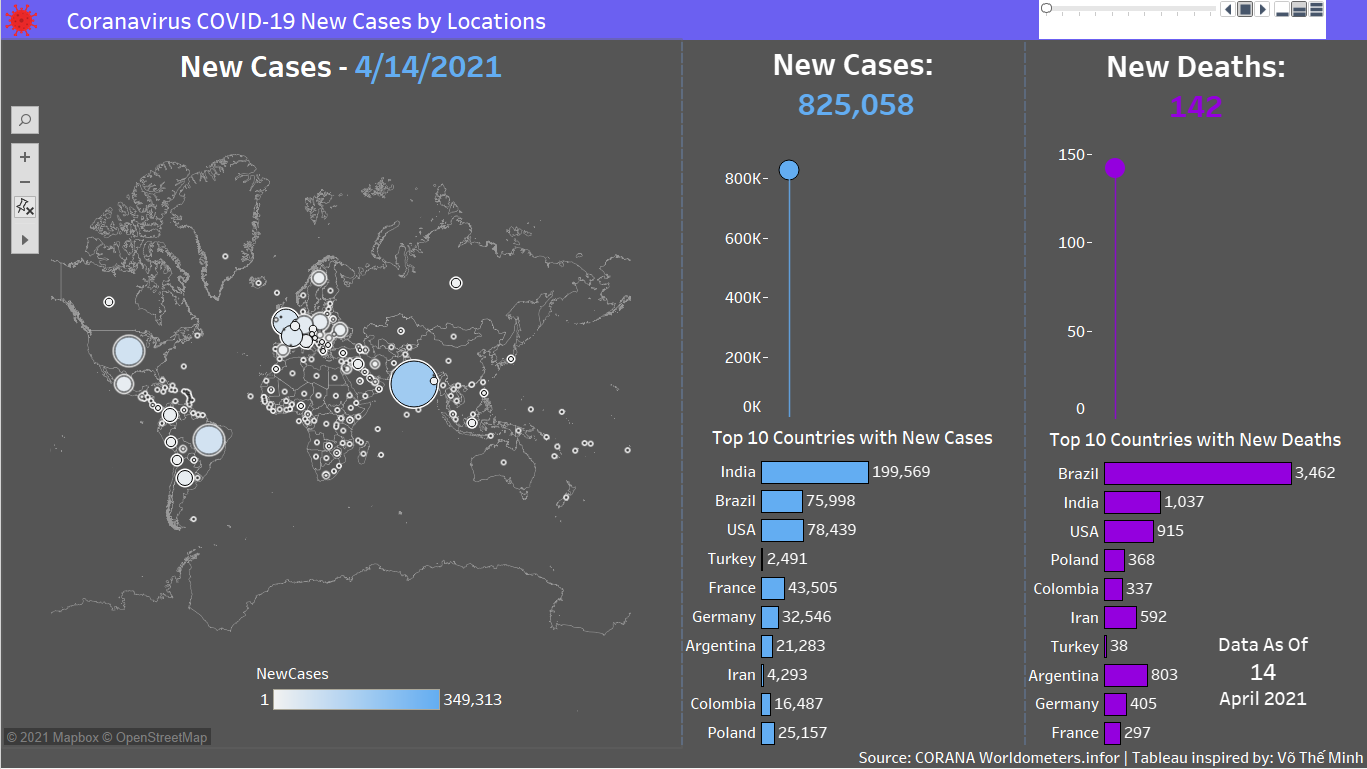 Coranavirus COVID-19 New Cases by Locations
New Cases - 4/14/2021
New Cases:
825,058
New Deaths:
142
800K
600K
400K
200K
0K
150
100
50
0
Top 10 Countries with New Cases
India 199,569
Brazil 75,998
USA 78,439
Turkey 2,491
France 43,505
Germany 32,546
Argentina 21,283
Iran 4,293
Colombia 16,487
Poland 25,157
Top 10 Countries with New Deaths
Brazil 3,462
India 1,037
USA 915
Poland 368
Colombia 337
Iran 592
Turkey 38
Argentina 803
Germany 405
France 297
Data As Of
14
April 2021
NewCases
1 349,313
© 2021 Mapbox © OpenStreetMap
Source: CORANA Worldometers.infor | Tableau inspired by: Võ Thế Minh